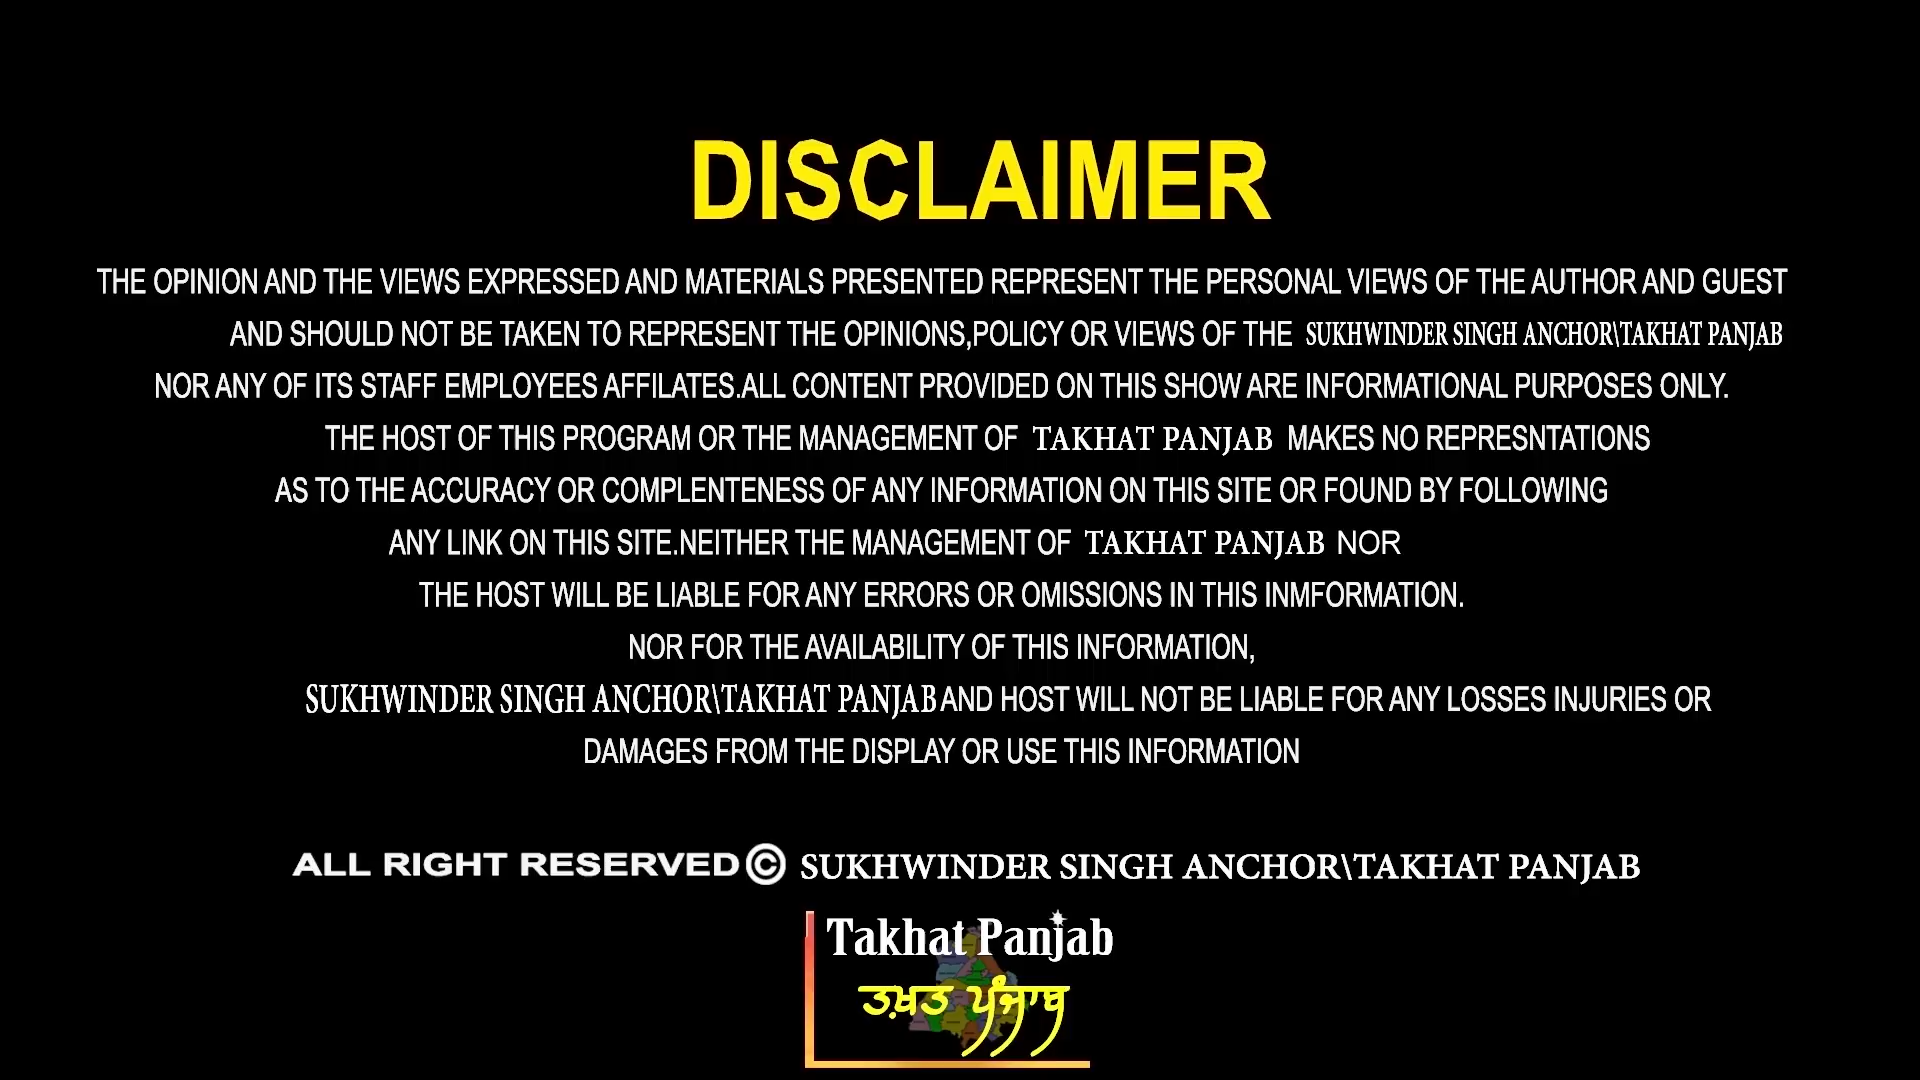 DISCLAIMER
THE OPINION AND THE VIEWS EXPRESSED AND MATERIALS PRESENTED REPRESENT THE PERSONAL VIEWS OF THE AUTHOR AND GUEST
AND SHOULD NOT BE TAKEN TO REPRESENT THE OPINIONS,POLICY OR VIEWS OF THE SUKHWINDER SINGH ANCHOR\TAKHAT PANJAB
NOR ANY OF ITS STAFF EMPLOYEES AFFILATES.ALL CONTENT PROVIDED ON THIS SHOW ARE INFORMATIONAL PURPOSES ONLY.
THE HOST OF THIS PROGRAM OR THE MANAGEMENT OF TAKHAT PANJAB MAKES NO REPRESNTATIONS
AS TO THE ACCURACY OR COMPLENTENESS OF ANY INFORMATION ON THIS SITE OR FOUND BY FOLLOWING
ANY LINK ON THIS SITE.NEITHER THE MANAGEMENT OF TAKHAT PANJAB NOR
THE HOST WILL BE LIABLE FOR ANY ERRORS OR OMISSIONS IN THIS INMFORMATION.
NOR FOR THE AVAILABILITY OF THIS INFORMATION,
SUKHWINDER SINGH ANCHOR\TAKHAT PANJAB AND HOST WILL NOT BE LIABLE FOR ANY LOSSES INJURIES OR
DAMAGES FROM THE DISPLAY OR USE THIS INFORMATION
ALL RIGHT RESERVED © SUKHWINDER SINGH ANCHOR\TAKHAT PANJAB
Takhat Panjab
ਤਖ਼ਤ ਪੰਜਾਬ